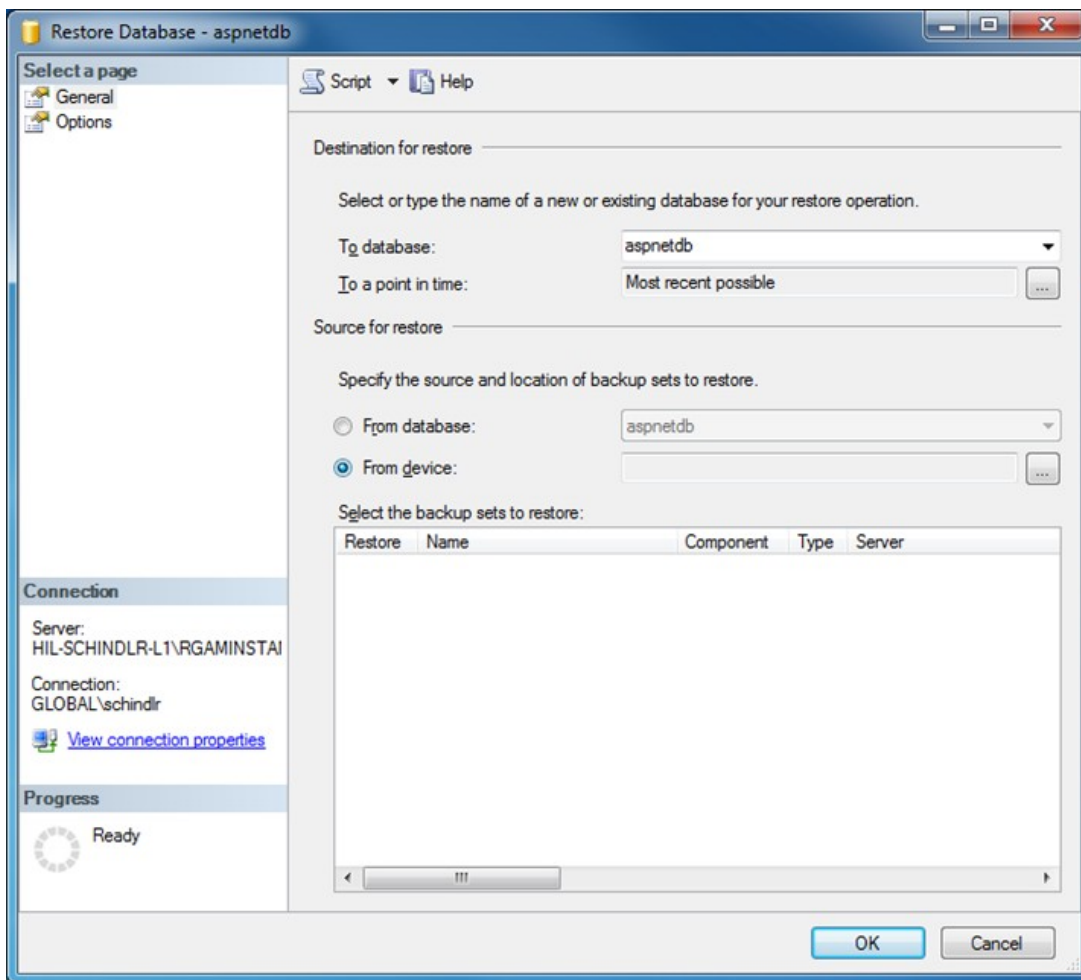 Restore Database - aspnetdb
Select a page
General
Options
Script
Help
Destination for restore
Select or type the name of a new or existing database for your restore operation.
To database:
aspnetdb
To a point in time:
Most recent possible
...
Source for restore
Specify the source and location of backup sets to restore.
From database:
aspnetdb
From device:
...
Select the backup sets to restore:
Restore Name Component Type Server
Connection
Server:
HIL-SCHINDLR-L1\RGAMINSTAI
Connection:
GLOBAL\schindlr
View connection properties
Progress
Ready
OK
Cancel